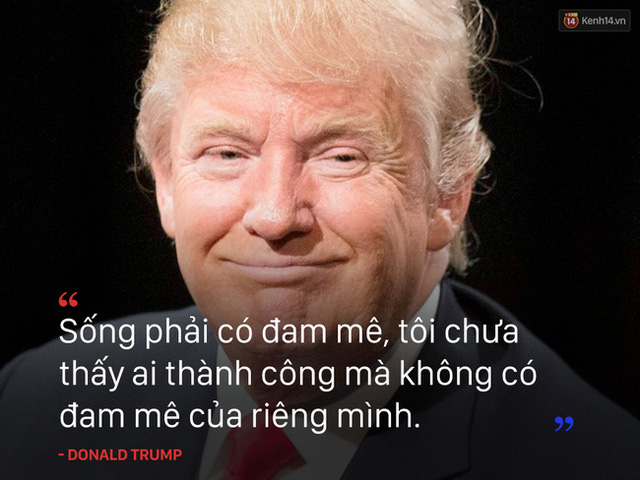 14 Kenh14.vn
“
Sống phải có đam mê, tôi chưa
thấy ai thành công mà không có
đam mê của riêng mình.
”
- DONALD TRUMP